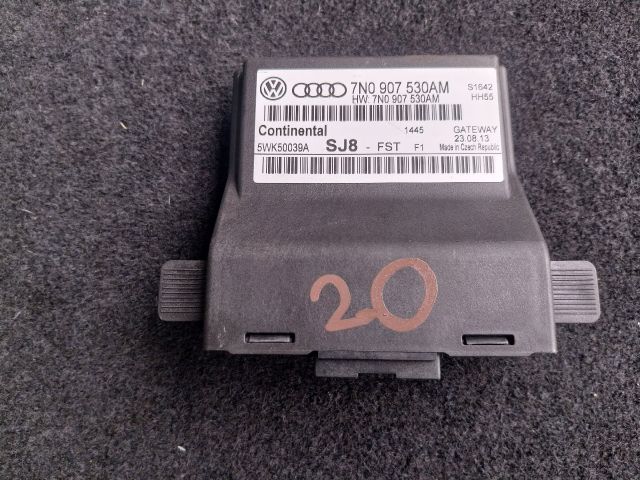 7N0 907 530AM
HW: 7N0 907 530AM
S1642
HH55
Continental
1445
GATEWAY
23.08.13
5WK50039A
SJ8 - FST F1
Made in Czech Republic
20